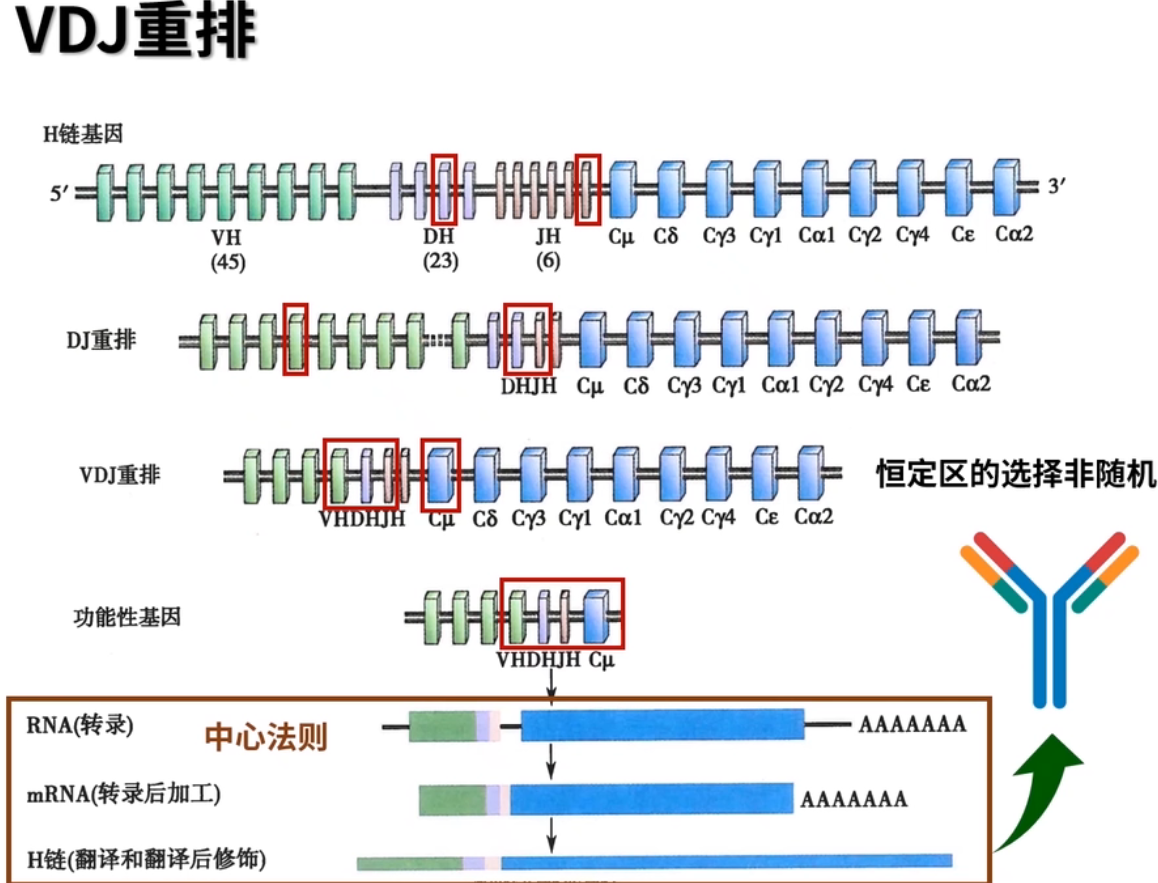 VDJ重排
H链基因
5′ 3′
VH DH JH Cμ Cδ Cγ3 Cγ1 Cα1 Cγ2 Cγ4 Cε Cα2
(45) (23) (6)
DJ重排
DHJH Cμ Cδ Cγ3 Cγ1 Cα1 Cγ2 Cγ4 Cε Cα2
VDJ重排
恒定区的选择非随机
VHDHJH Cμ Cδ Cγ3 Cγ1 Cα1 Cγ2 Cγ4 Cε Cα2
功能性基因
VHDHJH Cμ
RNA(转录)
中心法则
AAAAAAA
mRNA(转录后加工)
AAAAAAA
H链(翻译和翻译后修饰)